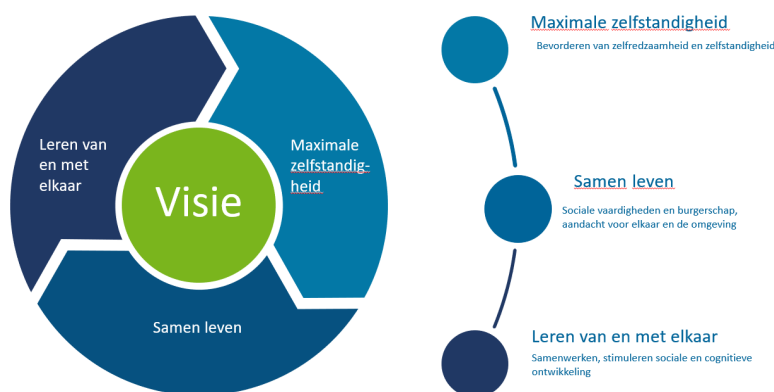 Leren van
en met
elkaar
Visie
Maximale
zelfstandig-
heid
Samen leven
Maximale zelfstandigheid
Bevorderen van zelfredzaamheid en zelfstandigheid
Samen leven
Sociale vaardigheden en burgerschap,
aandacht voor elkaar en de omgeving
Leren van en met elkaar
Samenwerken, stimuleren sociale en cognitieve
ontwikkeling